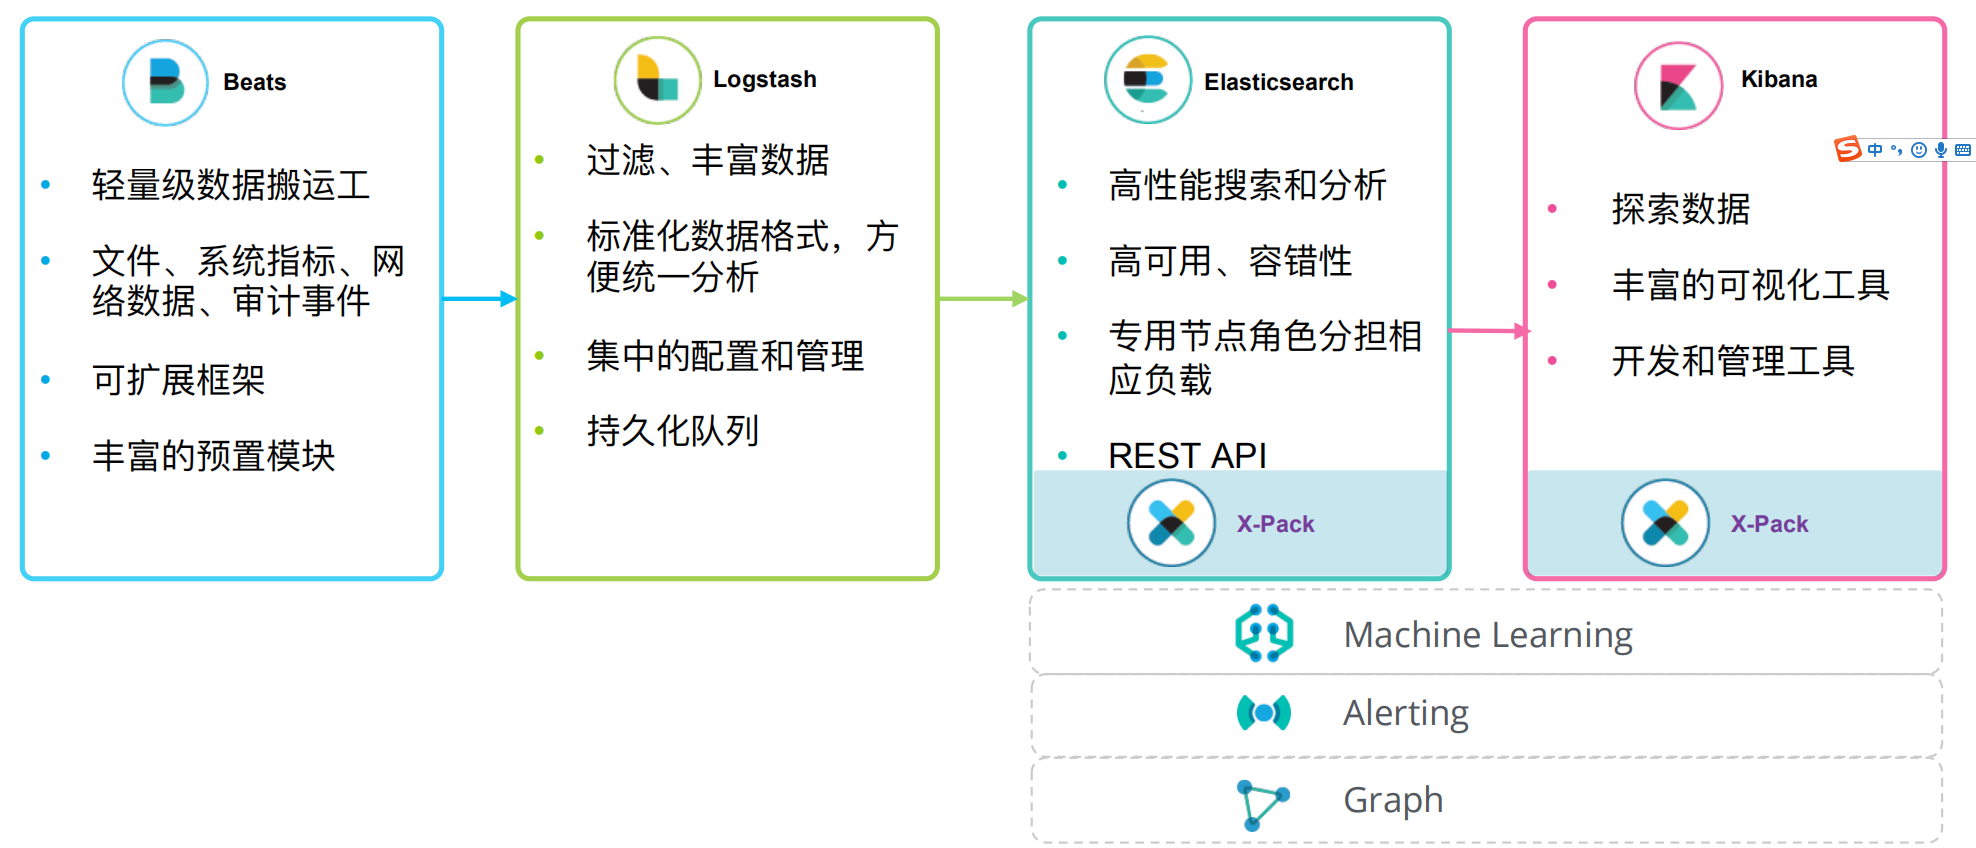 Beats
轻量级数据搬运工
文件、系统指标、网
络数据、审计事件
可扩展框架
丰富的预置模块
Logstash
过滤、丰富数据
标准化数据格式，方
便统一分析
集中的配置和管理
持久化队列
Elasticsearch
高性能搜索和分析
高可用、容错性
专用节点角色分担相
应负载
REST API
X-Pack
Kibana
中
探索数据
丰富的可视化工具
开发和管理工具
X-Pack
Machine Learning
Alerting
Graph